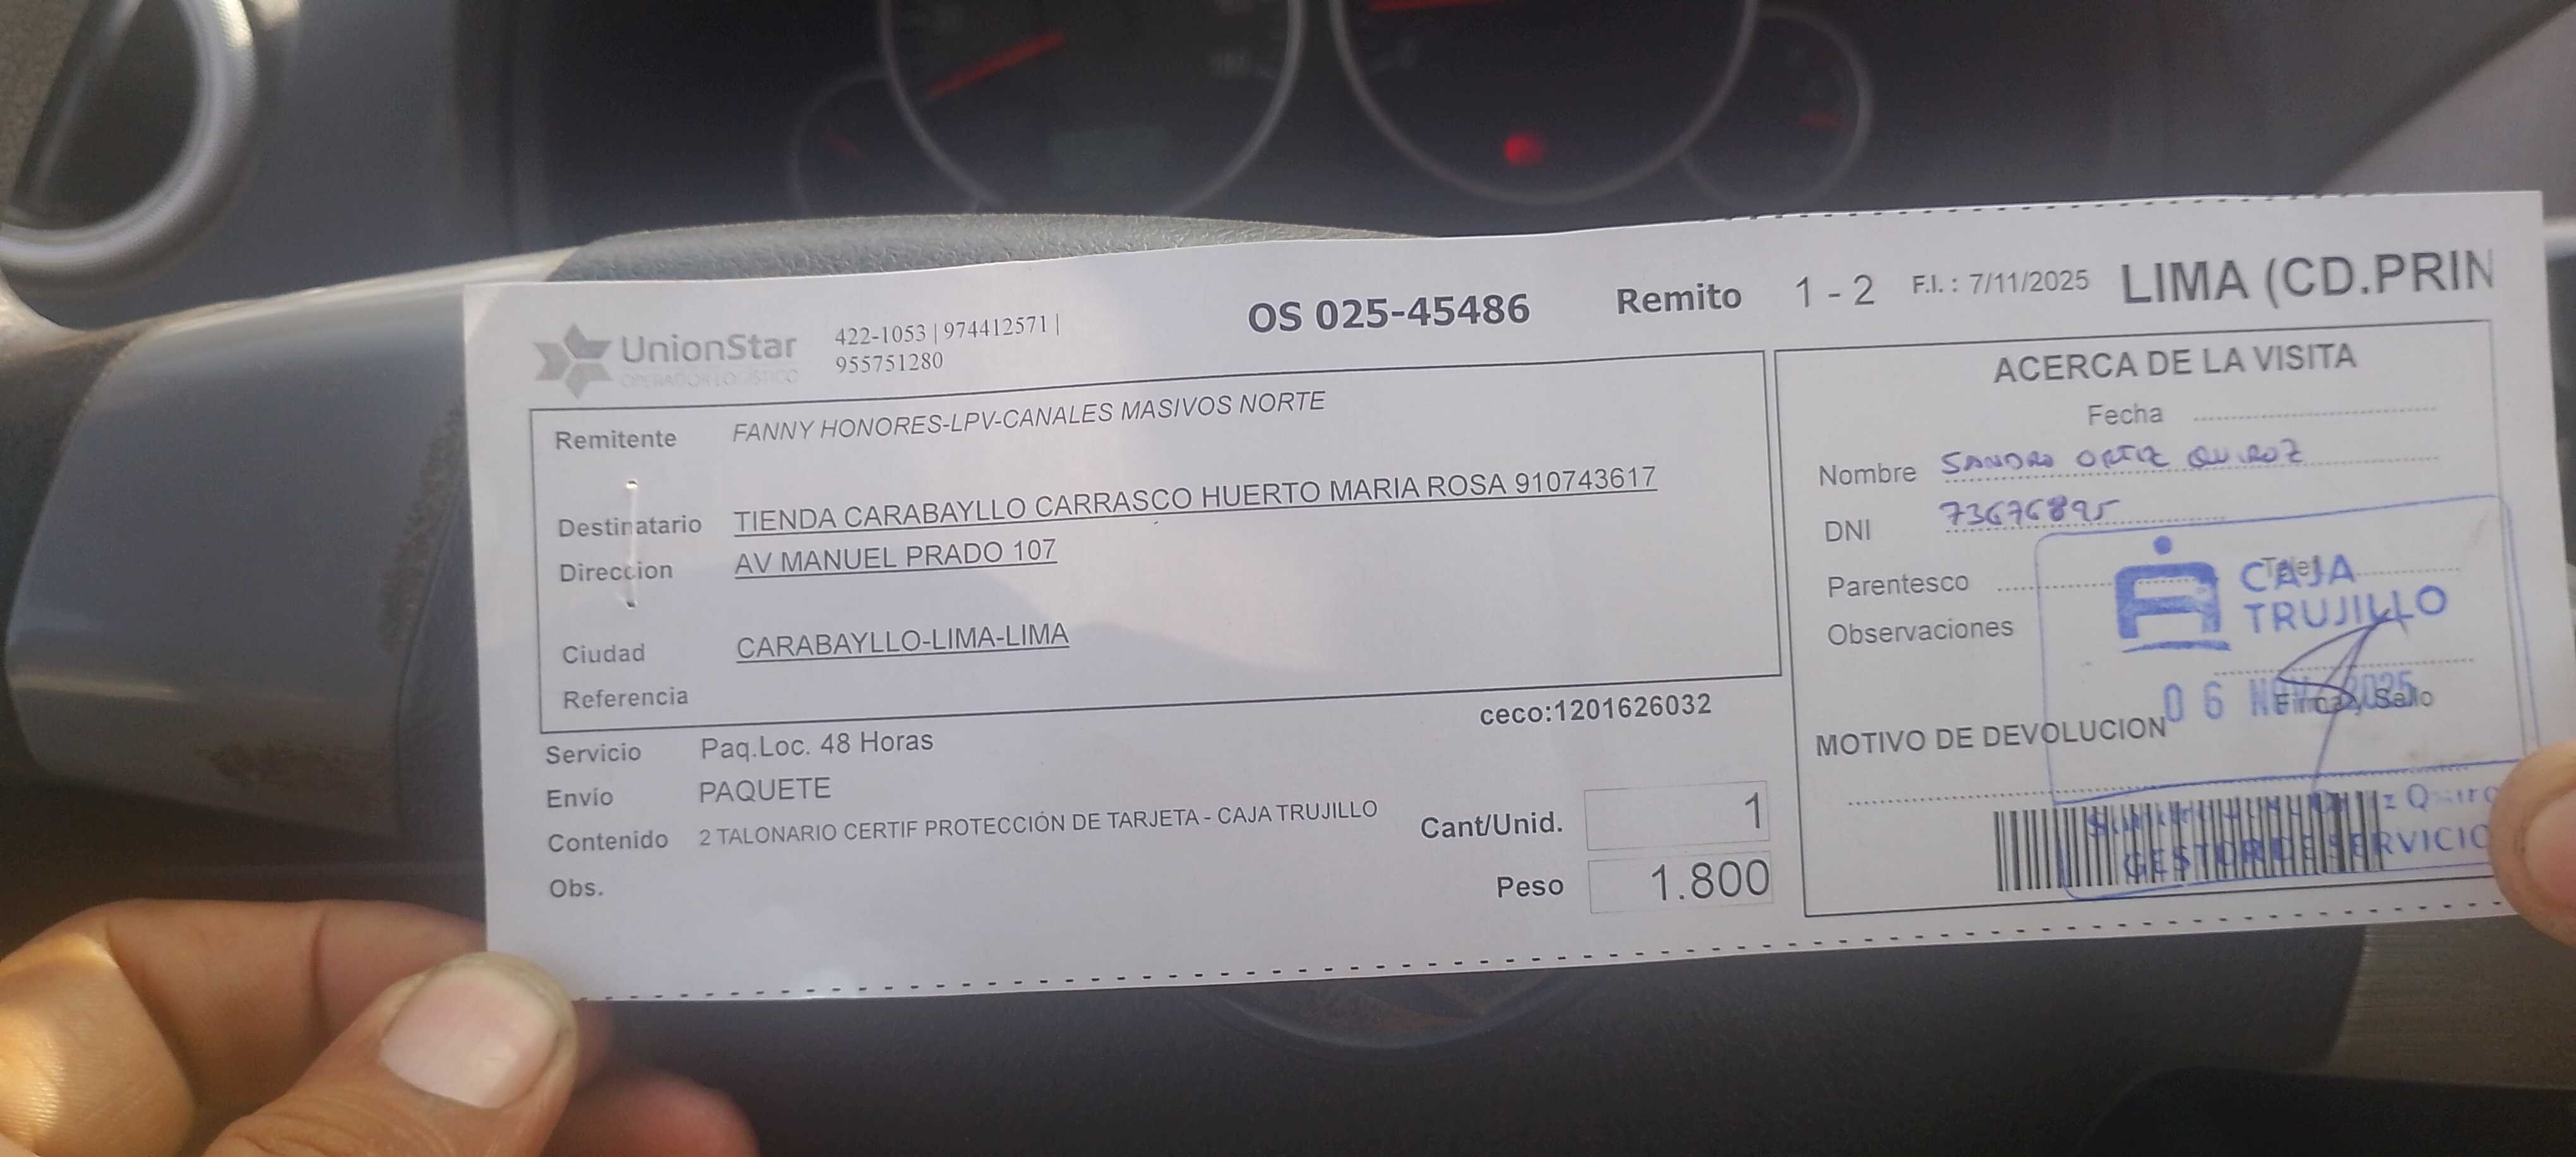 UnionStar
OPERADOR LOGÍSTICO
422-1053 | 974412571 |
955751280
OS 025-45486
Remito 1 - 2
F.I. : 7/11/2025
LIMA (CD.PRIN
Remitente FANNY HONORES-LPV-CANALES MASIVOS NORTE
Destinatario TIENDA CARABAYLLO CARRASCO HUERTO MARIA ROSA 910743617
Direccion AV MANUEL PRADO 107
Ciudad CARABAYLLO-LIMA-LIMA
Referencia
ceco:1201626032
Servicio Paq.Loc. 48 Horas
Envío PAQUETE
Contenido 2 TALONARIO CERTIF PROTECCIÓN DE TARJETA - CAJA TRUJILLO
Obs.
Cant/Unid. 1
Peso 1.800
ACERCA DE LA VISITA
Fecha
Nombre SANDRO ORTIZ QUIROZ
DNI 73676895
Parentesco
Telef
Observaciones
CAJA
TRUJILLO
06 NOV 2025
Firma y Sello
MOTIVO DE DEVOLUCION
GESTOR DE SERVICIO